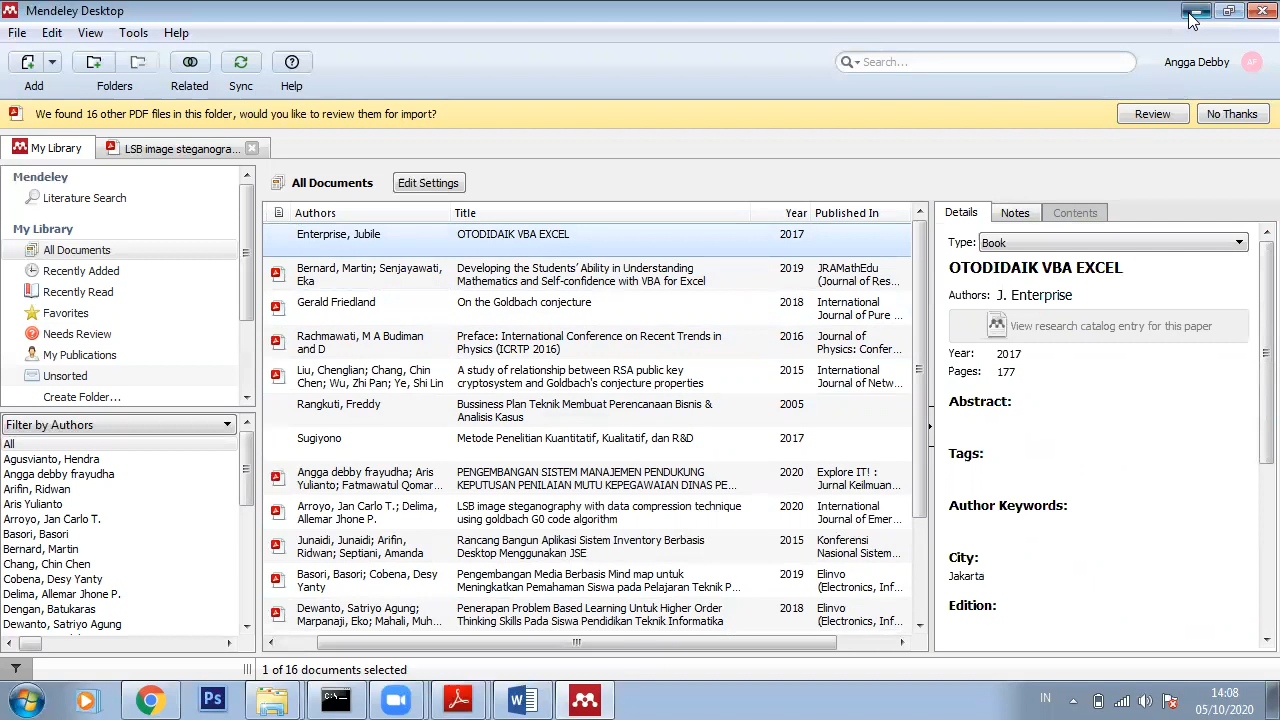 Mendeley Desktop
File Edit View Tools Help
Search...
Angga Debby AF
Add Folders Related Sync Help
We found 16 other PDF files in this folder, would you like to review them for import? Review No Thanks
My Library LSB image steganogra...
Mendeley
Literature Search
My Library
All Documents
Recently Added
Recently Read
Favorites
Needs Review
My Publications
Unsorted
Create Folder...
Filter by Authors
All
Agusvianto, Hendra
Angga debby frayudha
Arifin, Ridwan
Aris Yulianto
Arroyo, Jan Carlo T.
Basori, Basori
Bernard, Martin
Chang, Chin Chen
Cobena, Desy Yanty
Delima, Allemar Jhone P.
Dengan, Batukaras
Dewanto, Satriyo Agung
All Documents Edit Settings
Authors Title Year Published In
Enterprise, Jubile OTODIDAIK VBA EXCEL 2017
Bernard, Martin; Senjayawati, Developing the Students' Ability in Understanding 2019 JRAMathEdu
Eka Mathematics and Self-confidence with VBA for Excel (Journal of Res...
Gerald Friedland On the Goldbach conjecture 2018 International
Journal of Pure ...
Rachmawati, M A Budiman Preface: International Conference on Recent Trends in 2016 Journal of
and D Physics (ICRTP 2016) Physics: Confer...
Liu, Chenglian; Chang, Chin A study of relationship between RSA public key 2015 International
Chen; Wu, Zhi Pan; Ye, Shi Lin cryptosystem and Goldbach's conjecture properties Journal of Netw...
Rangkuti, Freddy Bussiness Plan Teknik Membuat Perencanaan Bisnis & 2005
Analisis Kasus
Sugiyono Metode Penelitian Kuantitatif, Kualitatif, dan R&D 2017
Angga debby frayudha; Aris PENGEMBANGAN SISTEM MANAJEMEN PENDUKUNG 2020 Explore IT! :
Yulianto; Fatmawatul Qomar... KEPUTUSAN PENILAIAN MUTU KEPEGAWAIAN DINAS PE... Jurnal Keilmuan...
Arroyo, Jan Carlo T.; Delima, LSB image steganography with data compression technique 2020 International
Allemar Jhone P. using goldbach G0 code algorithm Journal of Emer...
Junaidi, Junaidi; Arifin, Rancang Bangun Aplikasi Sistem Inventory Berbasis 2015 Konferensi
Ridwan; Septiani, Amanda Desktop Menggunakan JSE Nasional Sistem...
Basori, Basori; Cobena, Desy Pengembangan Media Berbasis Mind map untuk 2019 Elinvo
Yanty Meningkatkan Pemahaman Siswa pada Pelajaran Teknik P... (Electronics, Inf...
Dewanto, Satriyo Agung; Penerapan Problem Based Learning Untuk Higher Order 2018 Elinvo
Marpanaji, Eko; Mahali, Muh... Thinking Skills Pada Siswa Pendidikan Teknik Informatika (Electronics, Inf...
Details Notes Contents
Type: Book
OTODIDAIK VBA EXCEL
Authors: J. Enterprise
View research catalog entry for this paper
Year: 2017
Pages: 177
Abstract:
Tags:
Author Keywords:
City:
Jakarta
Edition:
1 of 16 documents selected
Ps
IN
14:08
05/10/2020